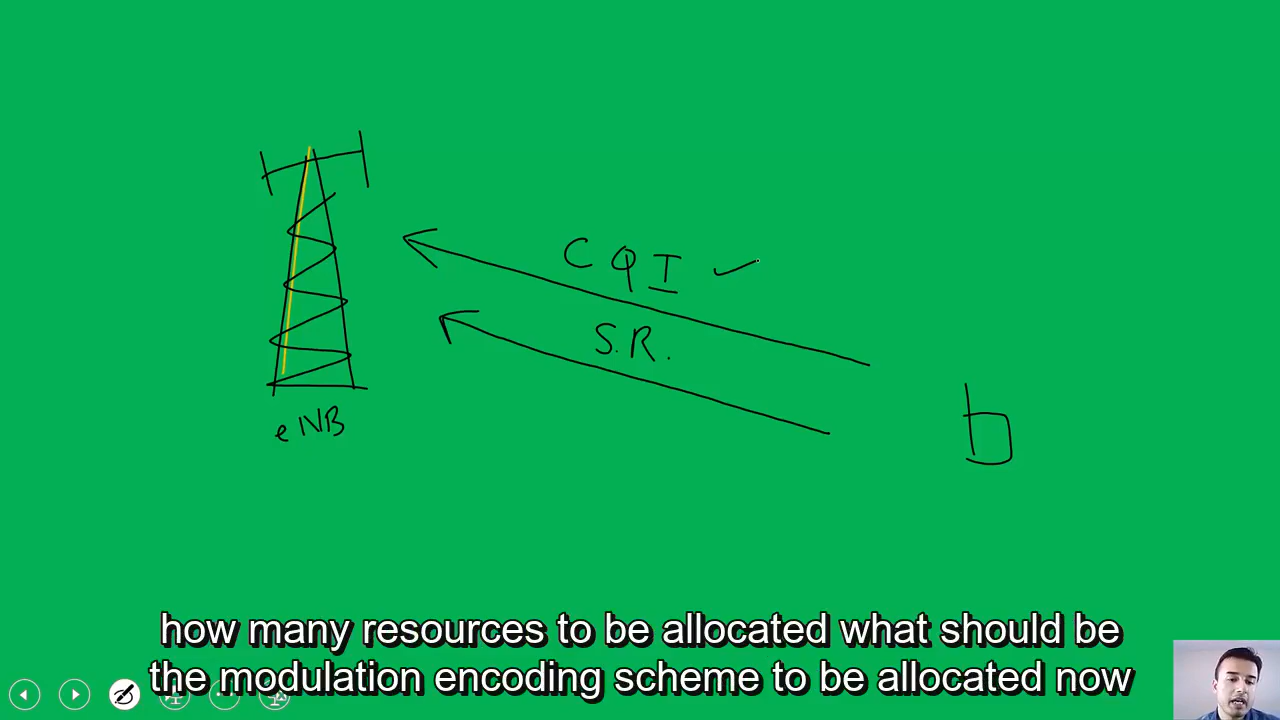 CQI
S.R.
eNB
how many resources to be allocated what should be
the modulation encoding scheme to be allocated now